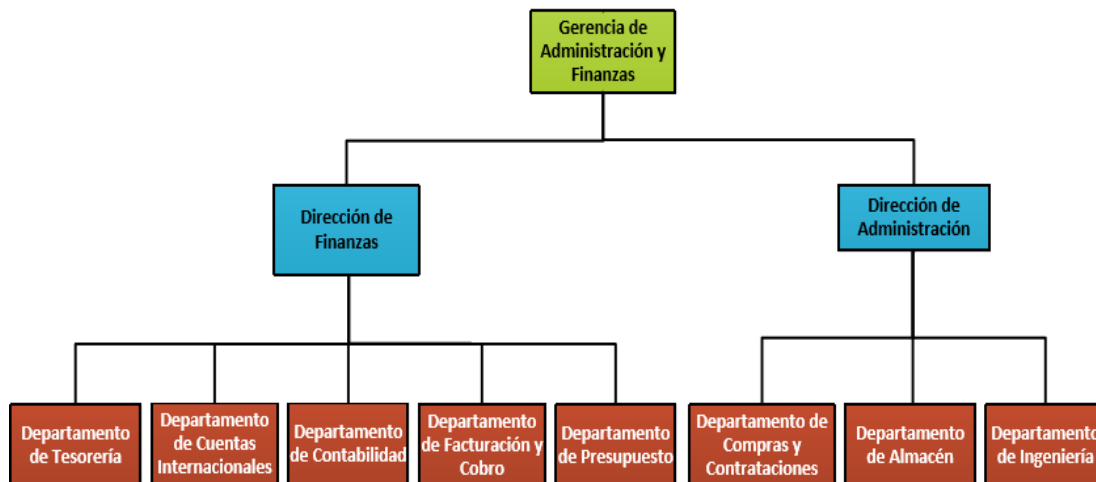 Gerencia de
Administración y
Finanzas
Dirección de
Finanzas
Dirección de
Administración
Departamento
de Tesorería
Departamento
de Cuentas
Internacionales
Departamento
de Contabilidad
Departamento
de Facturación y
Cobro
Departamento
de Presupuesto
Departamento de
Compras y
Contrataciones
Departamento
de Almacén
Departamento
de Ingeniería